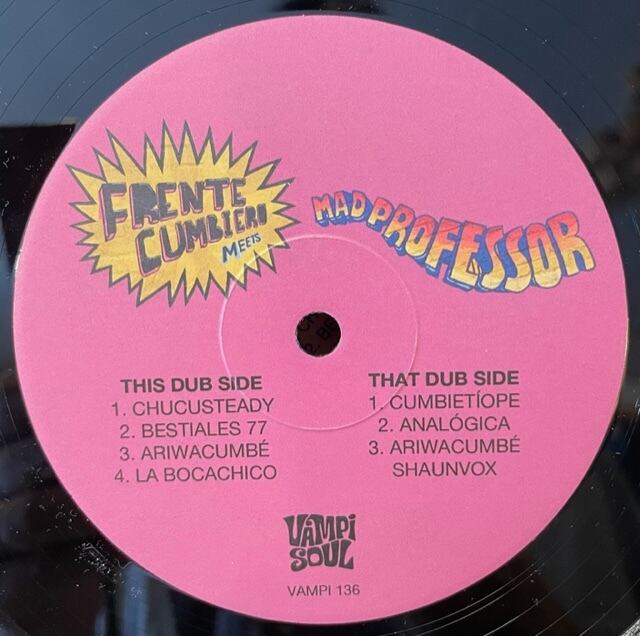 FRENTE
CUMBIERO
MEETS
MAD PROFESSOR
THIS DUB SIDE
1. CHUCUSTEADY
2. BESTIALES 77
3. ARIWACUMBÉ
4. LA BOCACHICO
THAT DUB SIDE
1. CUMBIETÍOPE
2. ANALÓGICA
3. ARIWACUMBÉ
SHAUNVOX
VAMPI
SOUL
VAMPI 136